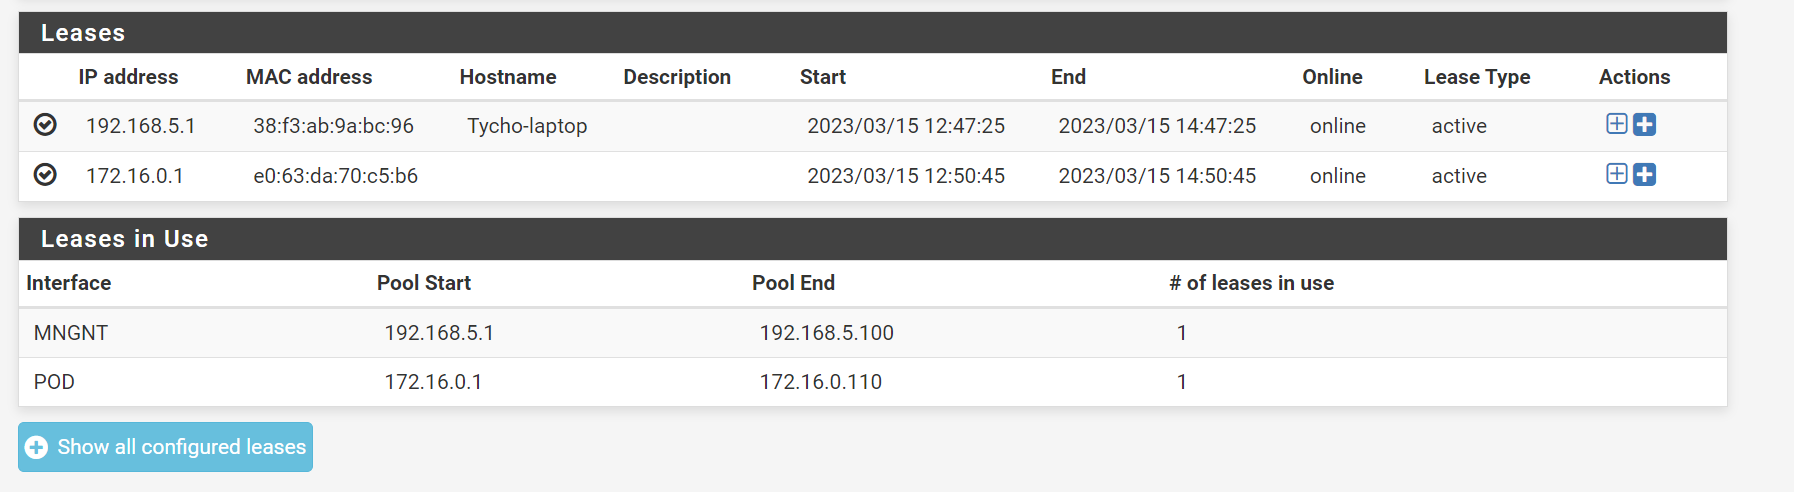 Leases
IP address MAC address Hostname Description Start End Online Lease Type Actions
192.168.5.1 38:f3:ab:9a:bc:96 Tycho-laptop 2023/03/15 12:47:25 2023/03/15 14:47:25 online active
172.16.0.1 e0:63:da:70:c5:b6 2023/03/15 12:50:45 2023/03/15 14:50:45 online active
Leases in Use
Interface Pool Start Pool End # of leases in use
MNGNT 192.168.5.1 192.168.5.100 1
POD 172.16.0.1 172.16.0.110 1
Show all configured leases